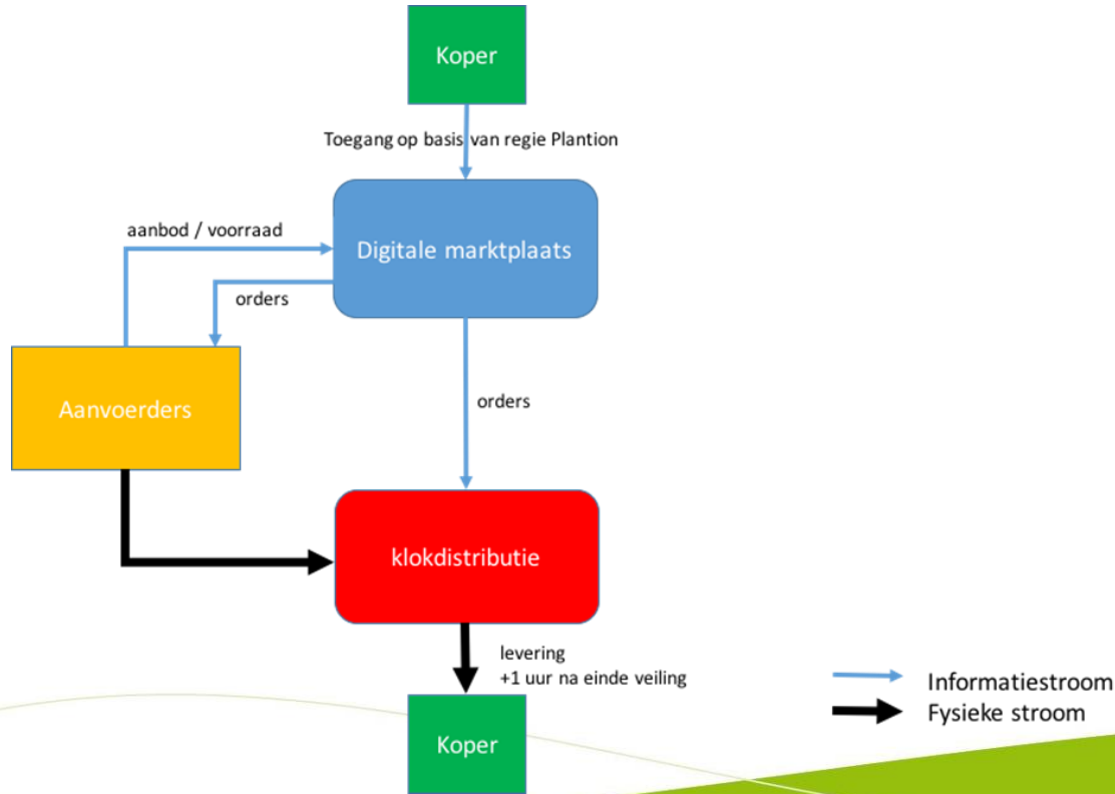 Koper
Toegang op basis van regie Plantion
aanbod / voorraad
Digitale marktplaats
orders
Aanvoerders
orders
klokdistributie
levering
+1 uur na einde veiling
Informatiestroom
Fysieke stroom
Koper